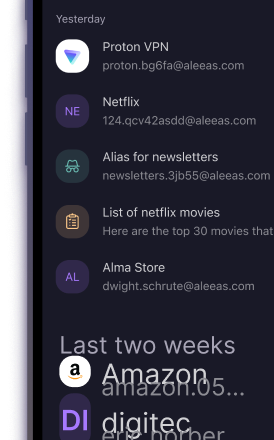 Yesterday
Proton VPN
proton.bg6fa@aleeas.com
NE
Netflix
124.qcv42asdd@aleeas.com
Alias for newsletters
newsletters.3jb55@aleeas.com
List of netflix movies
Here are the top 30 movies that
AL
Alma Store
dwight.schrute@aleeas.com
Last two weeks
a
Amazon
amazon.05...
DI
digitec
eric.norber